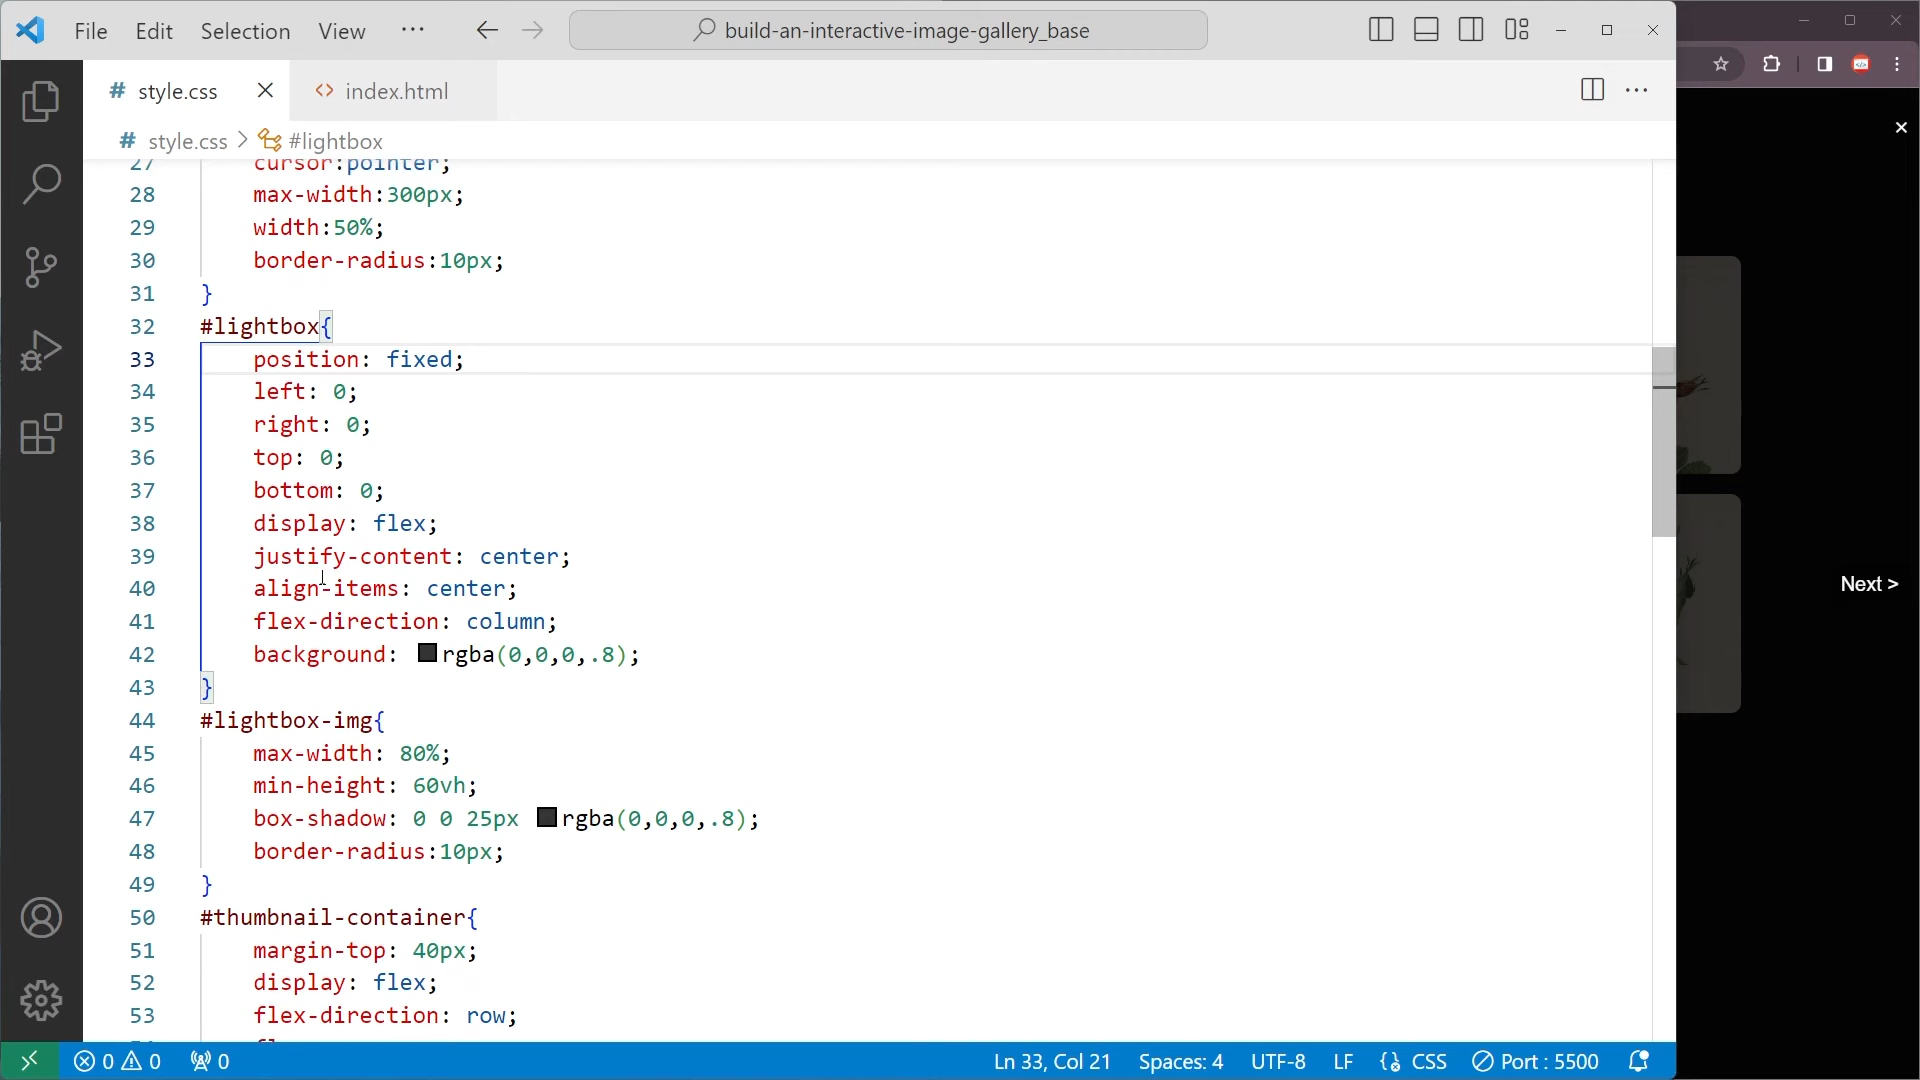 File Edit Selection View ···
build-an-interactive-image-gallery_base
# style.css
<> index.html
# style.css > #lightbox
27 cursor:pointer;
28 max-width:300px;
29 width:50%;
30 border-radius:10px;
31 }
32 #lightbox{
33 position: fixed;
34 left: 0;
35 right: 0;
36 top: 0;
37 bottom: 0;
38 display: flex;
39 justify-content: center;
40 align-items: center;
41 flex-direction: column;
42 background: rgba(0,0,0,.8);
43 }
44 #lightbox-img{
45 max-width: 80%;
46 min-height: 60vh;
47 box-shadow: 0 0 25px rgba(0,0,0,.8);
48 border-radius:10px;
49 }
50 #thumbnail-container{
51 margin-top: 40px;
52 display: flex;
53 flex-direction: row;
Next >
0 0 0
Ln 33, Col 21 Spaces: 4 UTF-8 LF CSS Port : 5500